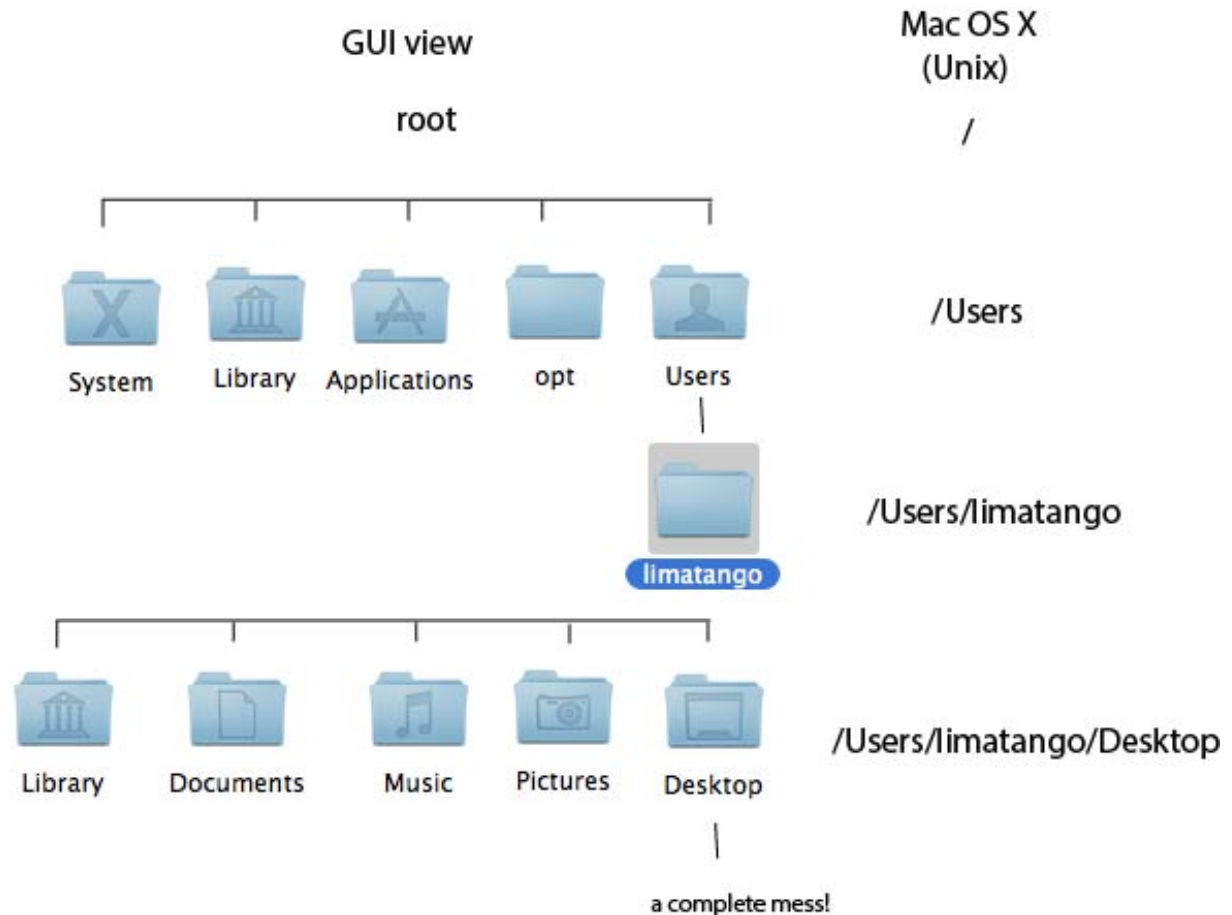 GUI view
Mac OS X
(Unix)
root
/
System
Library
Applications
opt
Users
/Users
limatango
/Users/limatango
Library
Documents
Music
Pictures
Desktop
/Users/limatango/Desktop
a complete mess!